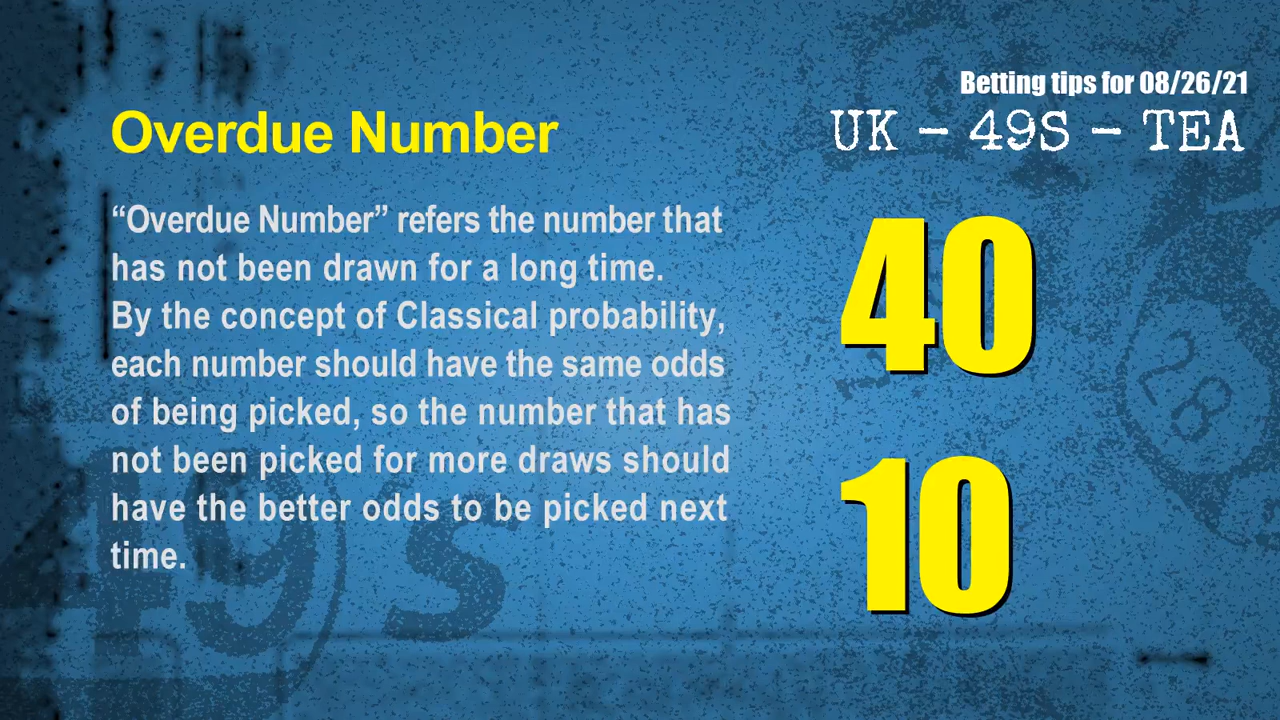 Betting tips for 08/26/21
UK - 49S - TEA
Overdue Number
“Overdue Number” refers the number that
has not been drawn for a long time.
By the concept of Classical probability,
each number should have the same odds
of being picked, so the number that has
not been picked for more draws should
have the better odds to be picked next
time.
40
10
28
49s